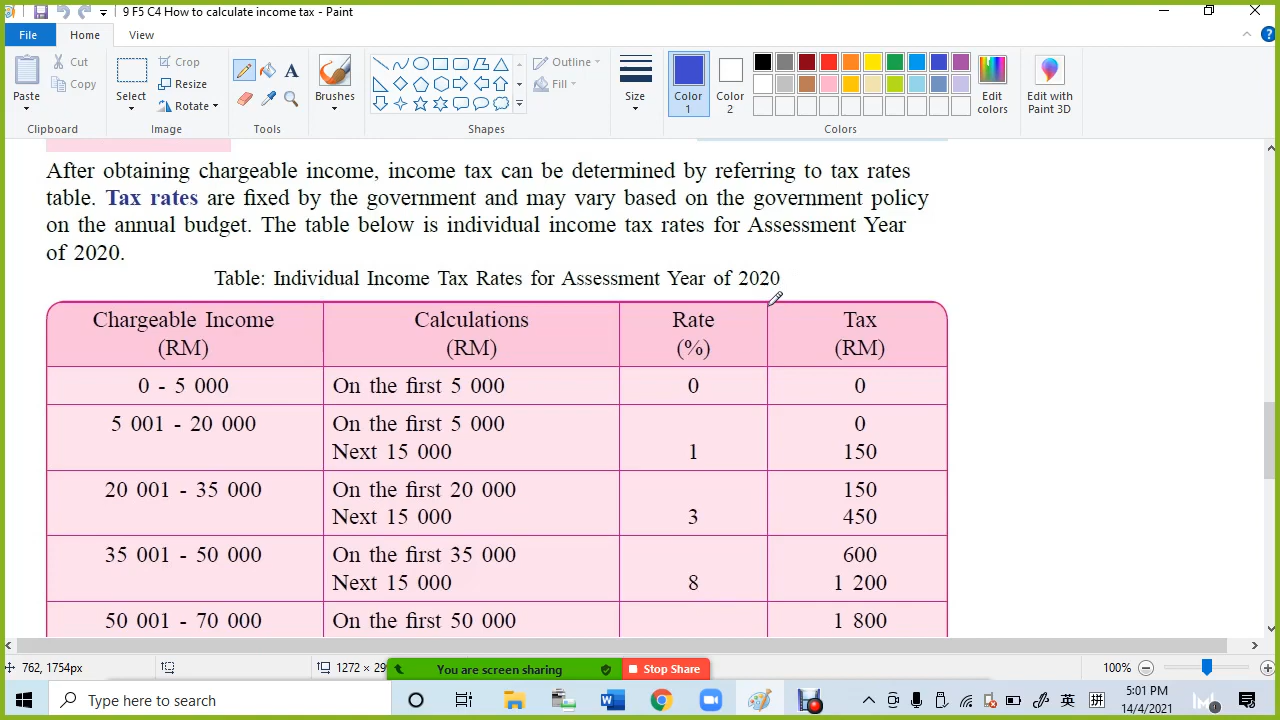 9 F5 C4 How to calculate income tax - Paint
File
Home
View
Cut
Copy
Paste
Crop
Resize
Rotate
Select
Brushes
Outline
Fill
Size
Color
1
Color
2
Edit
colors
Edit with
Paint 3D
Clipboard
Image
Tools
Shapes
Colors
After obtaining chargeable income, income tax can be determined by referring to tax rates
table. Tax rates are fixed by the government and may vary based on the government policy
on the annual budget. The table below is individual income tax rates for Assessment Year
of 2020.
Table: Individual Income Tax Rates for Assessment Year of 2020
Chargeable Income
(RM)
Calculations
(RM)
Rate
(%)
Tax
(RM)
0 - 5 000
On the first 5 000
0
0
5 001 - 20 000
On the first 5 000
0
Next 15 000
1
150
20 001 - 35 000
On the first 20 000
150
Next 15 000
3
450
35 001 - 50 000
On the first 35 000
600
Next 15 000
8
1 200
50 001 - 70 000
On the first 50 000
1 800
762, 1754px
You are screen sharing
Stop Share
100%
Type here to search
英
拼
5:01 PM
14/4/2021